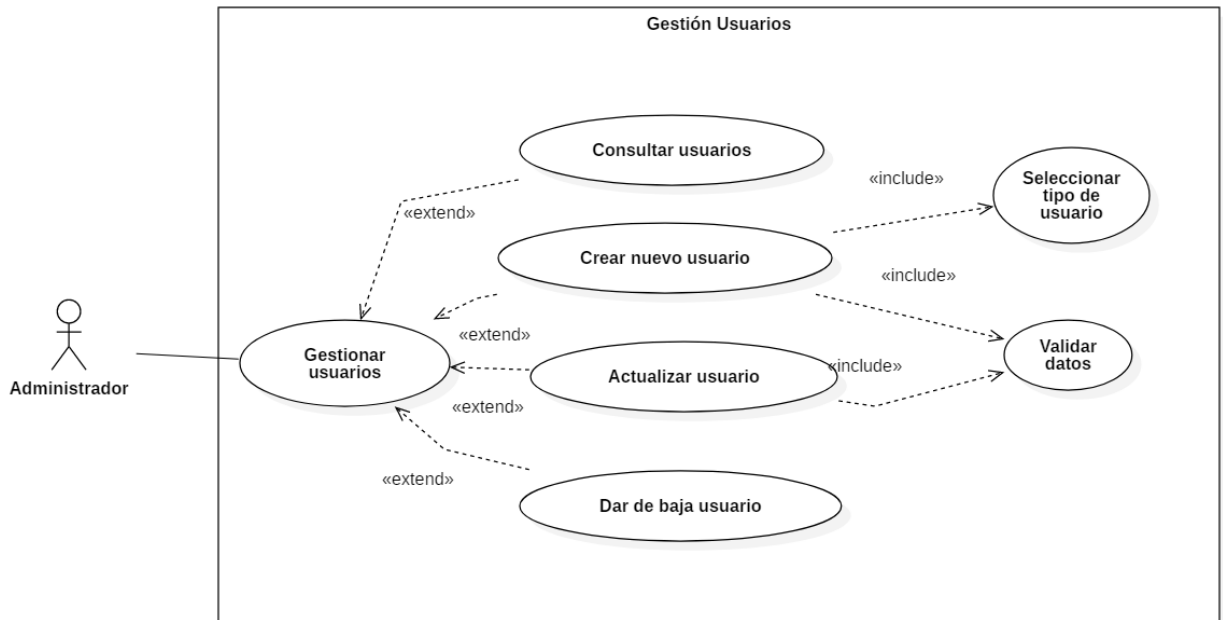 Gestión Usuarios
Consultar usuarios
«include»
Seleccionar
tipo de
usuario
«extend»
Crear nuevo usuario
«include»
«extend»
Gestionar
usuarios
Validar
datos
Actualizar usuario
«include»
Administrador
«extend»
«extend»
Dar de baja usuario